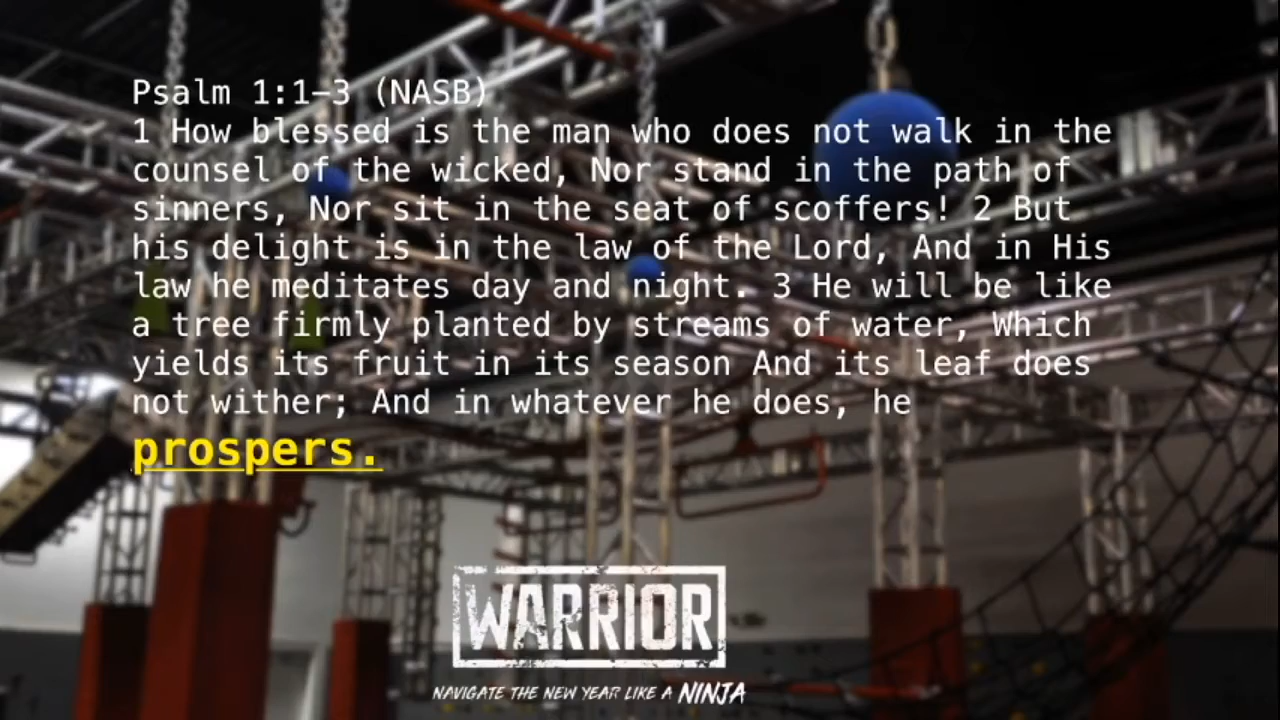 Psalm 1:1–3 (NASB)
1 How blessed is the man who does not walk in the
counsel of the wicked, Nor stand in the path of
sinners, Nor sit in the seat of scoffers! 2 But
his delight is in the law of the Lord, And in His
law he meditates day and night. 3 He will be like
a tree firmly planted by streams of water, Which
yields its fruit in its season And its leaf does
not wither; And in whatever he does, he
prospers.
WARRIOR
NAVIGATE THE NEW YEAR LIKE A NINJA